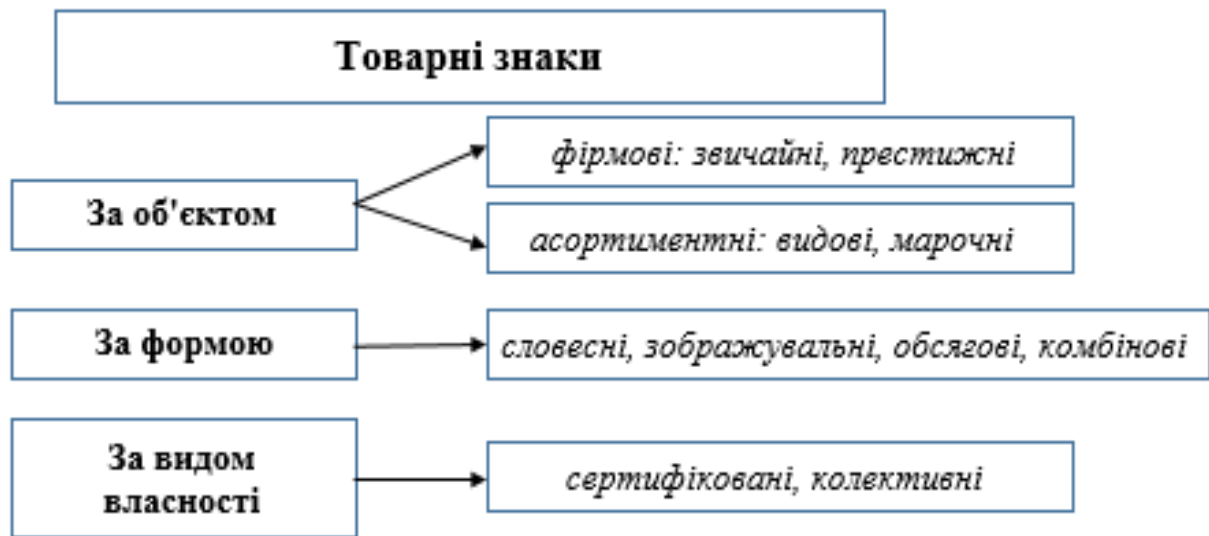 Товарні знаки
За об'єктом
фірмові: звичайні, престижні
асортиментні: видові, марочні
За формою
словесні, зображувальні, обсягові, комбінові
За видом
власності
сертифіковані, колективні